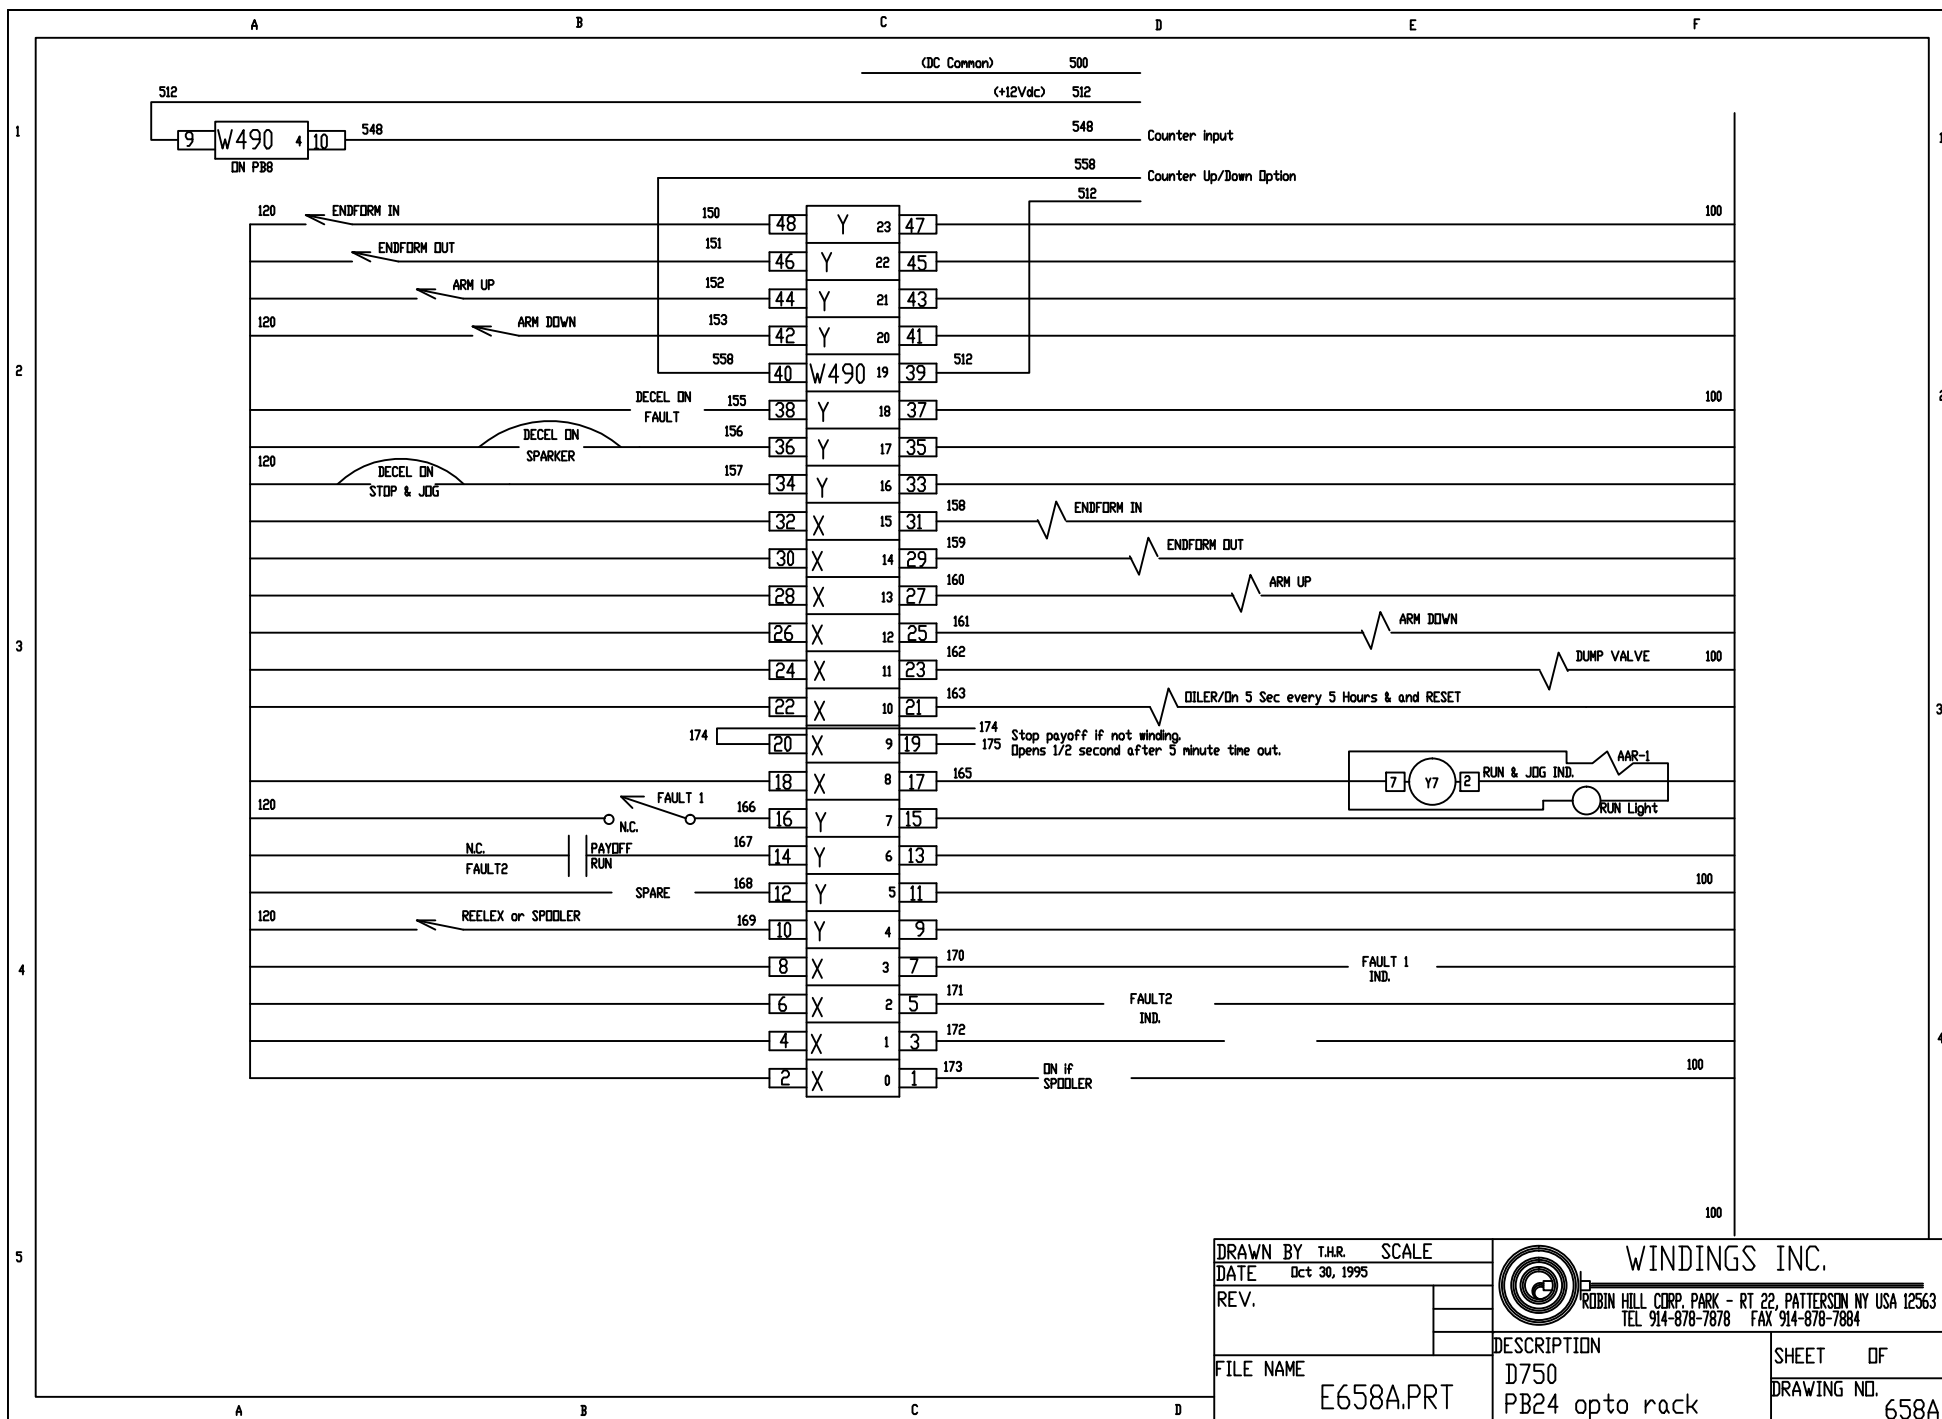 A B C D E F
(DC Common) 500
512 (+12Vdc) 512
1 9 W490 4 10 548 548 Counter input 1
ON PB8
558 Counter Up/Down Option
512
120 ENDFORM IN 150 48 Y 23 47 100
ENDFORM OUT 151 46 Y 22 45
ARM UP 152 44 Y 21 43
120 ARM DOWN 153 42 Y 20 41
2 558 40 W490 19 39 512
DECEL ON FAULT 155 38 Y 18 37 100 2
DECEL ON SPARKER 156 36 Y 17 35
120 DECEL ON STOP & JOG 157 34 Y 16 33
32 X 15 31 158 ENDFORM IN
30 X 14 29 159 ENDFORM OUT
28 X 13 27 160 ARM UP
3 26 X 12 25 161 ARM DOWN
24 X 11 23 162 DUMP VALVE 100
22 X 10 21 163 OILER/On 5 Sec every 5 Hours & and RESET 3
174 174 Stop payoff if not winding.
20 X 9 19 175 Opens 1/2 second after 5 minute time out.
AAR-1
18 X 8 17 165 7 Y7 2 RUN & JOG IND.
RUN Light
120 FAULT 1 N.C. 166 16 Y 7 15
N.C. FAULT2 PAYOFF RUN 167 14 Y 6 13
SPARE 168 12 Y 5 11 100
120 REELEX or SPOOLER 169 10 Y 4 9
4 8 X 3 7 170 FAULT 1 IND.
6 X 2 5 171 FAULT2 IND.
4 X 1 3 172 4
2 X 0 1 173 ON if SPOOLER 100
100
5
DRAWN BY T.H.R. SCALE
DATE Oct 30, 1995
REV.
FILE NAME
E658A.PRT
WINDINGS INC.
ROBIN HILL CORP. PARK - RT 22, PATTERSON NY USA 12563
TEL 914-878-7878 FAX 914-878-7884
DESCRIPTION
D750
PB24 opto rack
SHEET OF
DRAWING NO.
658A
A B C D